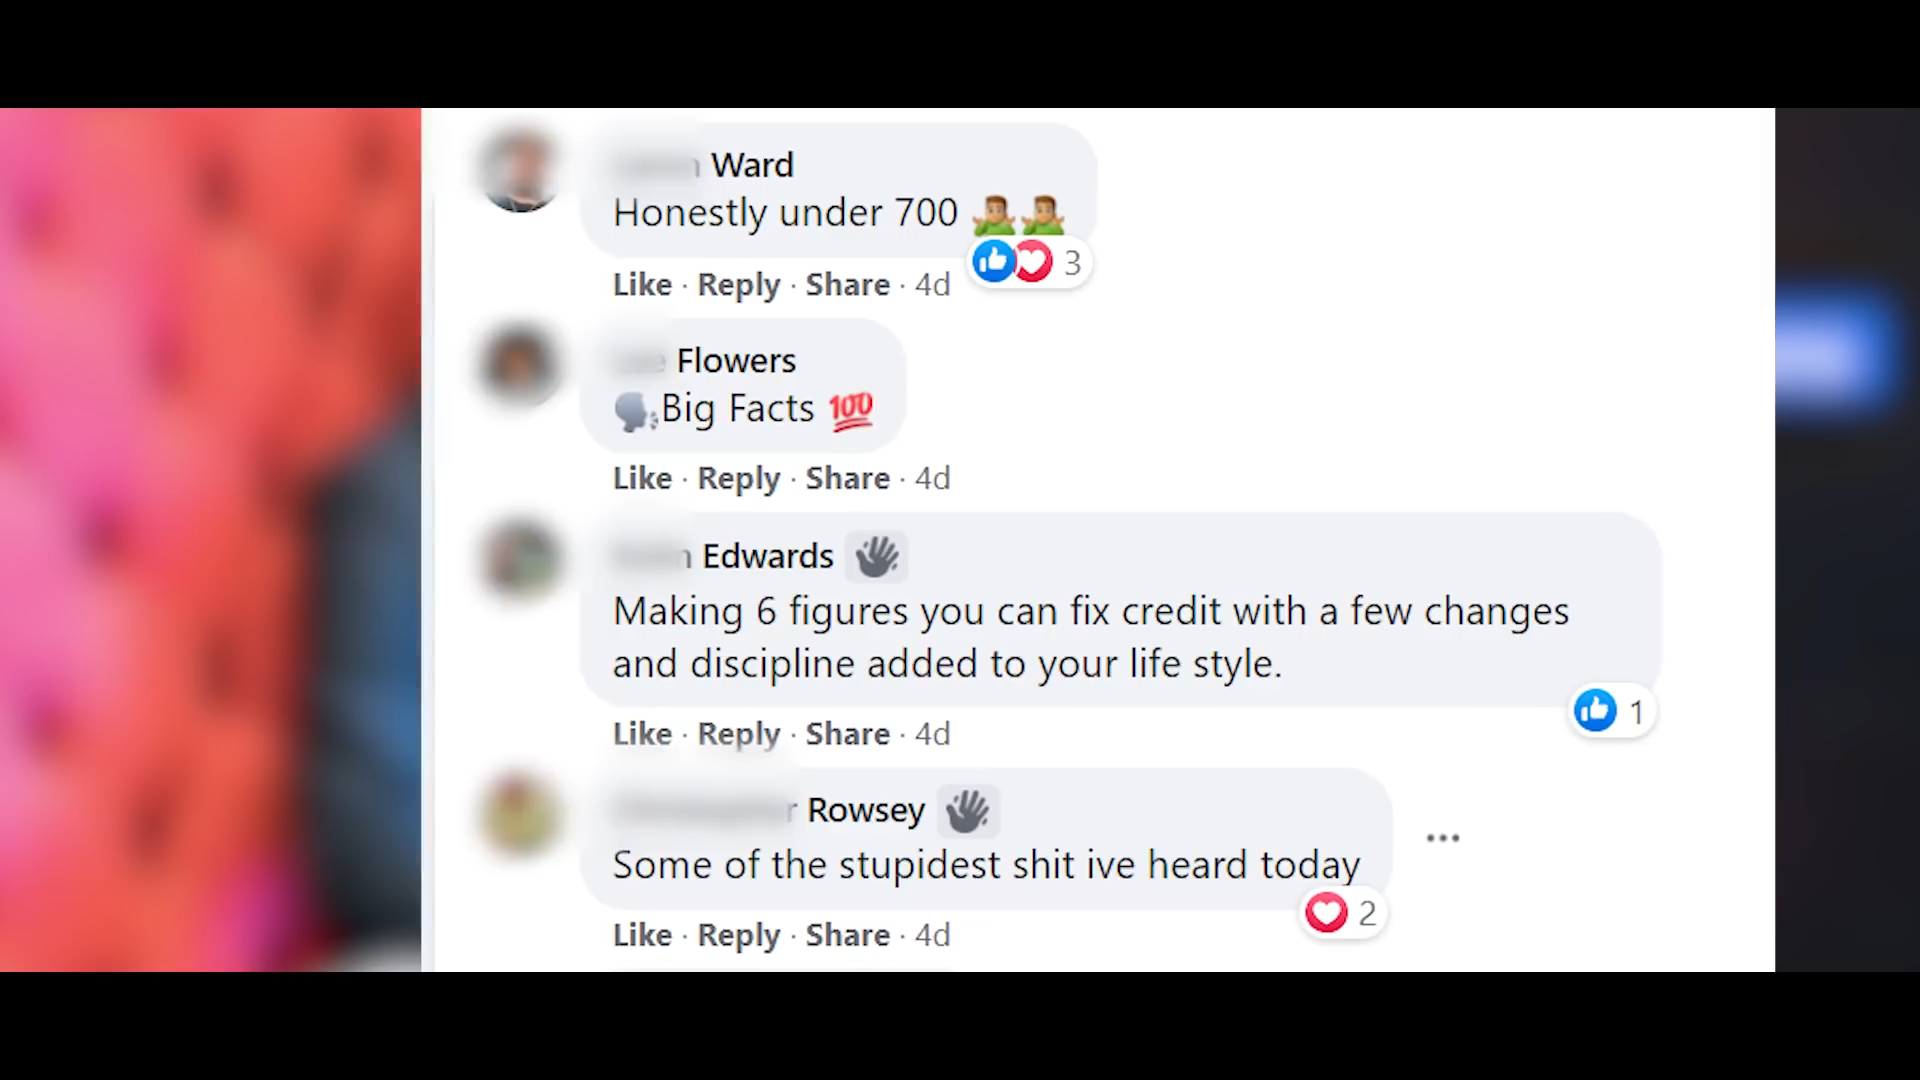 Ward
Honestly under 700 🤷🏼‍♂️🤷🏼‍♂️
3
Like · Reply · Share · 4d
Flowers
🗣️Big Facts 💯
Like · Reply · Share · 4d
Edwards
Making 6 figures you can fix credit with a few changes
and discipline added to your life style.
1
Like · Reply · Share · 4d
Rowsey
Some of the stupidest shit ive heard today
2
Like · Reply · Share · 4d